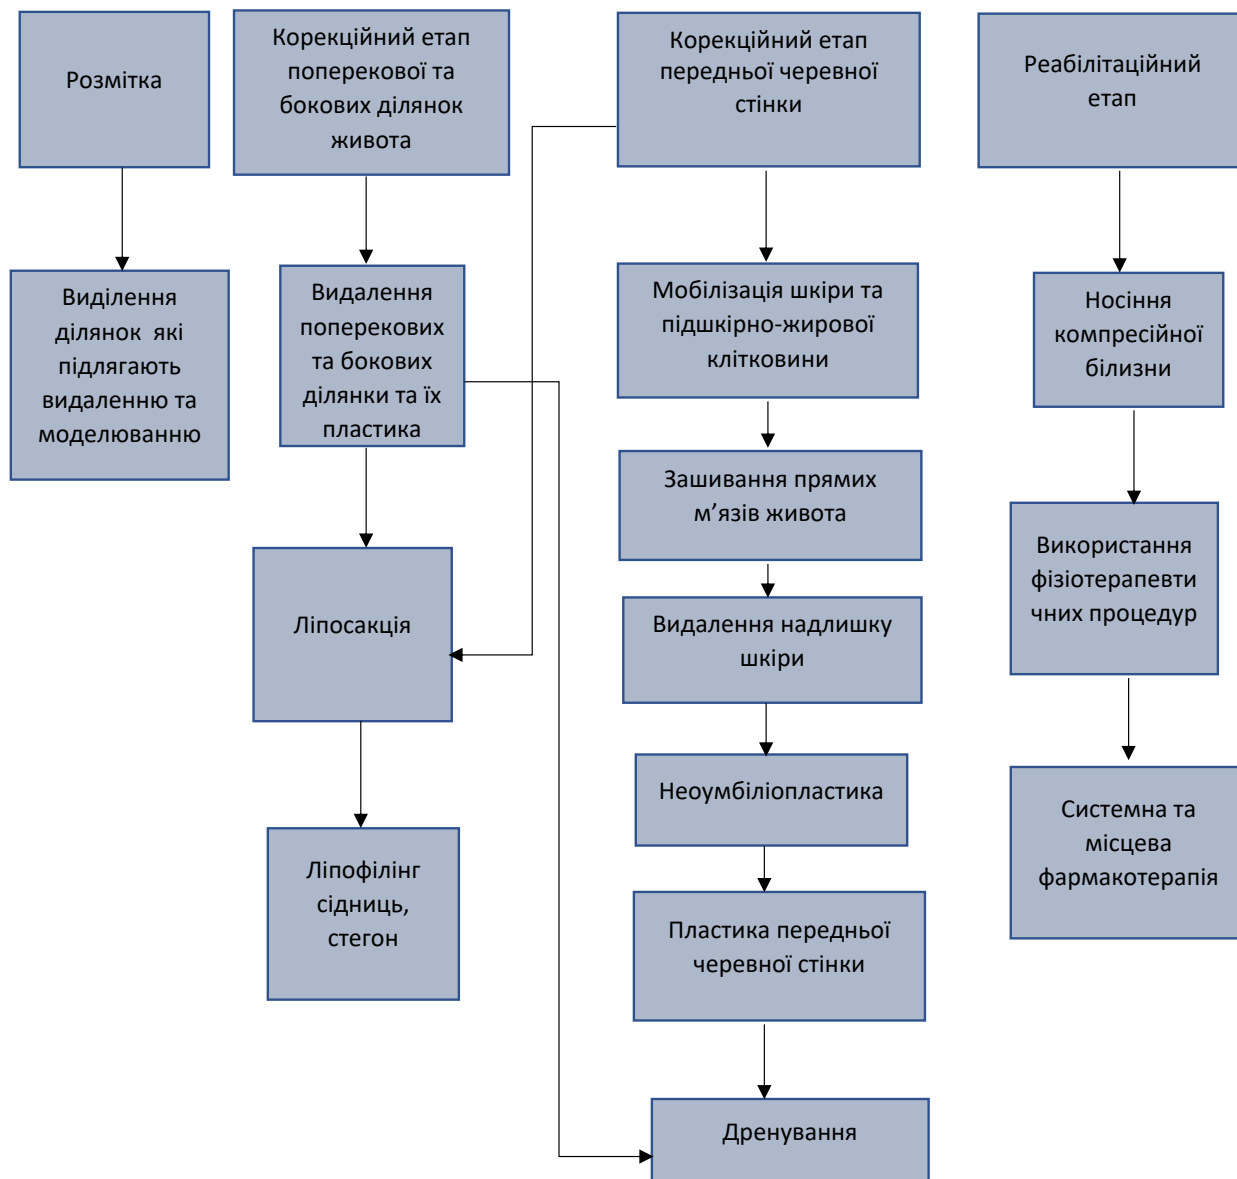 Розмітка
Виділення
ділянок які
підлягають
видаленню та
моделюванню
Корекційний етап
поперекової та
бокових ділянок
живота
Видалення
поперекових
та бокових
ділянки та їх
пластика
Ліпосакція
Ліпофілінг
сідниць,
стегон
Корекційний етап
передньої черевної
стінки
Мобілізація шкіри та
підшкірно-жирової
клітковини
Зашивання прямих
м’язів живота
Видалення надлишку
шкіри
Неоумбіліопластика
Пластика передньої
черевної стінки
Дренування
Реабілітаційний
етап
Носіння
компресійної
білизни
Використання
фізіотерапевти
чних процедур
Системна та
місцева
фармакотерапія